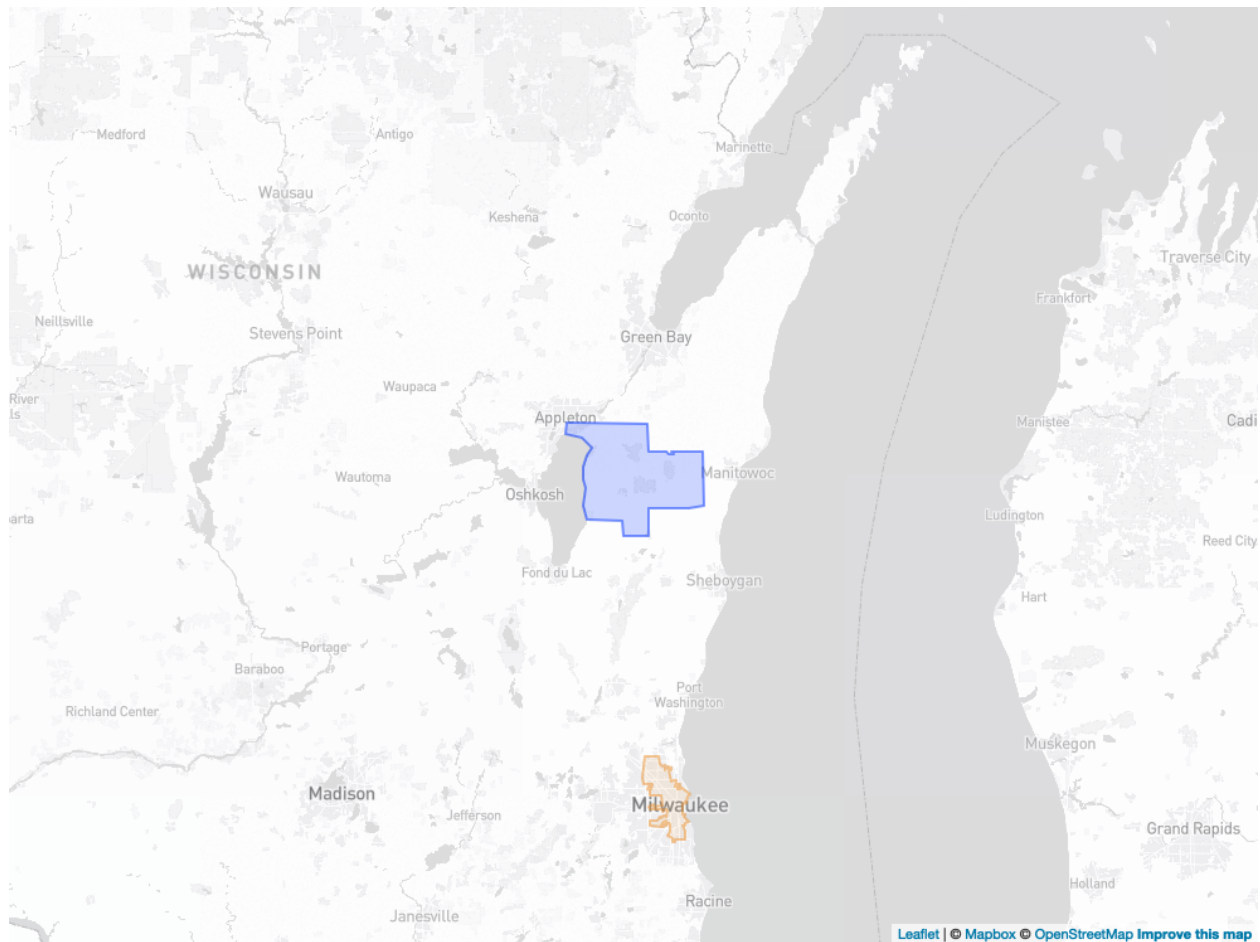 Medford
Antigo
Marinette
Wausau
Keshena
Oconto
WISCONSIN
Traverse City
Frankfort
Neillsville
Stevens Point
Green Bay
Waupaca
River
ls
Appleton
Manistee
Cadi
Wautoma
Manitowoc
Oshkosh
Ludington
parta
Reed City
Fond du Lac
Sheboygan
Hart
Portage
Baraboo
Port
Washington
Richland Center
Muskegon
Madison
Milwaukee
Jefferson
Grand Rapids
Holland
Racine
Janesville
Leaflet | © Mapbox © OpenStreetMap Improve this map